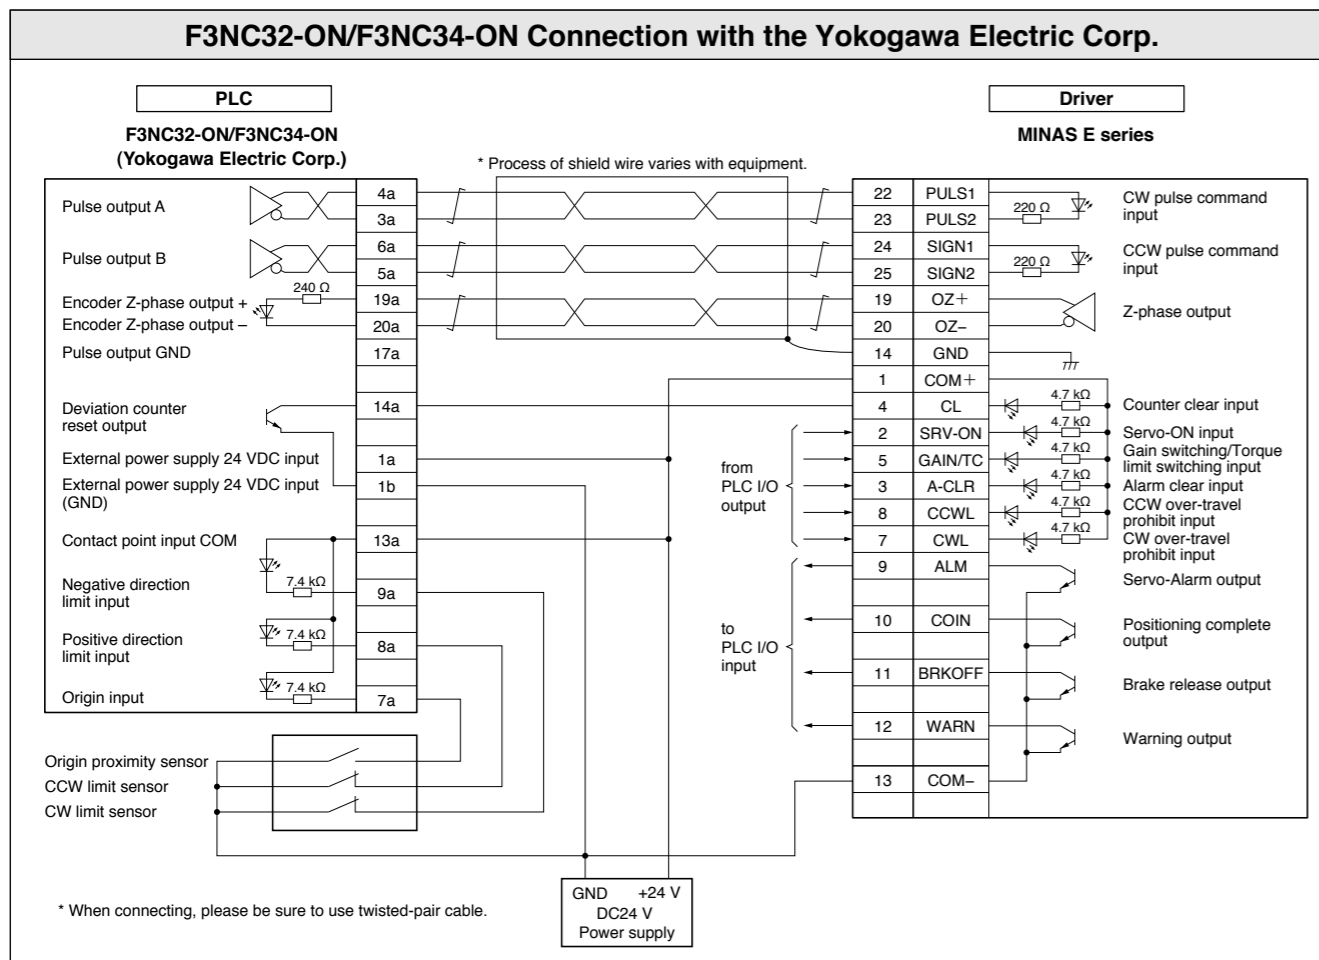 F3NC32-ON/F3NC34-ON Connection with the Yokogawa Electric Corp.
PLC
F3NC32-ON/F3NC34-ON
(Yokogawa Electric Corp.)
Driver
MINAS E series
* Process of shield wire varies with equipment.
Pulse output A
4a
3a
Pulse output B
6a
5a
240 Ω
Encoder Z-phase output +
19a
Encoder Z-phase output –
20a
Pulse output GND
17a
Deviation counter
reset output
14a
External power supply 24 VDC input
1a
External power supply 24 VDC input
(GND)
1b
Contact point input COM
13a
Negative direction
limit input
7.4 kΩ
9a
Positive direction
limit input
7.4 kΩ
8a
Origin input
7.4 kΩ
7a
Origin proximity sensor
CCW limit sensor
CW limit sensor
from
PLC I/O
output
to
PLC I/O
input
22 PULS1
23 PULS2
220 Ω
CW pulse command
input
24 SIGN1
25 SIGN2
220 Ω
CCW pulse command
input
19 OZ+
20 OZ–
Z-phase output
14 GND
1 COM+
4 CL
4.7 kΩ
Counter clear input
2 SRV-ON
4.7 kΩ
Servo-ON input
5 GAIN/TC
4.7 kΩ
Gain switching/Torque
limit switching input
3 A-CLR
4.7 kΩ
Alarm clear input
8 CCWL
4.7 kΩ
CCW over-travel
prohibit input
7 CWL
4.7 kΩ
CW over-travel
prohibit input
9 ALM
Servo-Alarm output
10 COIN
Positioning complete
output
11 BRKOFF
Brake release output
12 WARN
Warning output
13 COM–
GND +24 V
DC24 V
Power supply
* When connecting, please be sure to use twisted-pair cable.